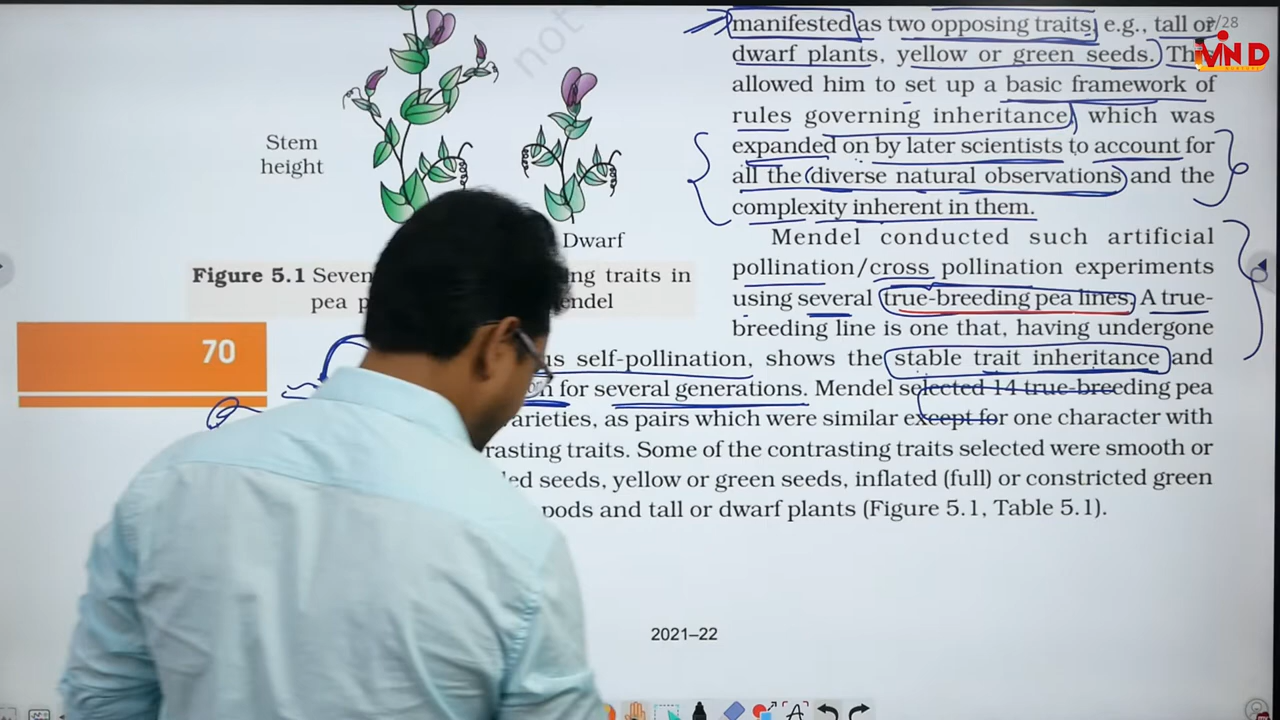 manifested as two opposing traits, e.g., tall or
dwarf plants, yellow or green seeds. This
allowed him to set up a basic framework of
rules governing inheritance, which was
expanded on by later scientists to account for
all the diverse natural observations and the
complexity inherent in them.
Mendel conducted such artificial
pollination/cross pollination experiments
using several true-breeding pea lines. A true-
breeding line is one that, having undergone
self-pollination, shows the stable trait inheritance and
for several generations. Mendel selected 14 true-breeding pea
varieties, as pairs which were similar except for one character with
rasting traits. Some of the contrasting traits selected were smooth or
ed seeds, yellow or green seeds, inflated (full) or constricted green
pods and tall or dwarf plants (Figure 5.1, Table 5.1).
not
Stem
height
Dwarf
Figure 5.1 Seven ng traits in
pea p endel
70
2021–22
/28
MIND